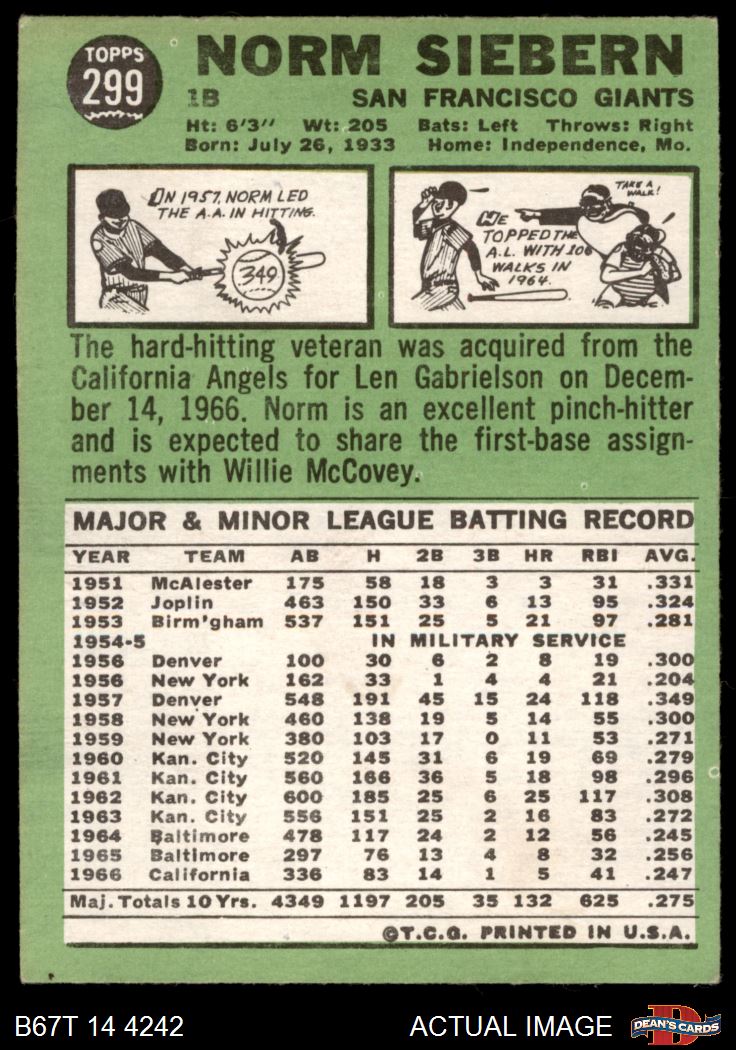 TOPPS
299
NORM SIEBERN
1B SAN FRANCISCO GIANTS
Ht: 6'3" Wt: 205 Bats: Left Throws: Right
Born: July 26, 1933 Home: Independence, Mo.
IN 1957, NORM LED
THE A.A. IN HITTING.
349
TAKE A
WALK!
HE
TOPPED THE
A.L. WITH 106
WALKS IN
1964.
The hard-hitting veteran was acquired from the
California Angels for Len Gabrielson on Decem-
ber 14, 1966. Norm is an excellent pinch-hitter
and is expected to share the first-base assign-
ments with Willie McCovey.
MAJOR & MINOR LEAGUE BATTING RECORD
YEAR TEAM AB H 2B 3B HR RBI AVG.
1951 McAlester 175 58 18 3 3 31 .331
1952 Joplin 463 150 33 6 13 95 .324
1953 Birm'gham 537 151 25 5 21 97 .281
1954-5 IN MILITARY SERVICE
1956 Denver 100 30 6 2 8 19 .300
1956 New York 162 33 1 4 4 21 .204
1957 Denver 548 191 45 15 24 118 .349
1958 New York 460 138 19 5 14 55 .300
1959 New York 380 103 17 0 11 53 .271
1960 Kan. City 520 145 31 6 19 69 .279
1961 Kan. City 560 166 36 5 18 98 .296
1962 Kan. City 600 185 25 6 25 117 .308
1963 Kan. City 556 151 25 2 16 83 .272
1964 Baltimore 478 117 24 2 12 56 .245
1965 Baltimore 297 76 13 4 8 32 .256
1966 California 336 83 14 1 5 41 .247
Maj. Totals 10 Yrs. 4349 1197 205 35 132 625 .275
©T.C.G. PRINTED IN U.S.A.
B67T 14 4242 ACTUAL IMAGE
D
DEAN'S CARDS